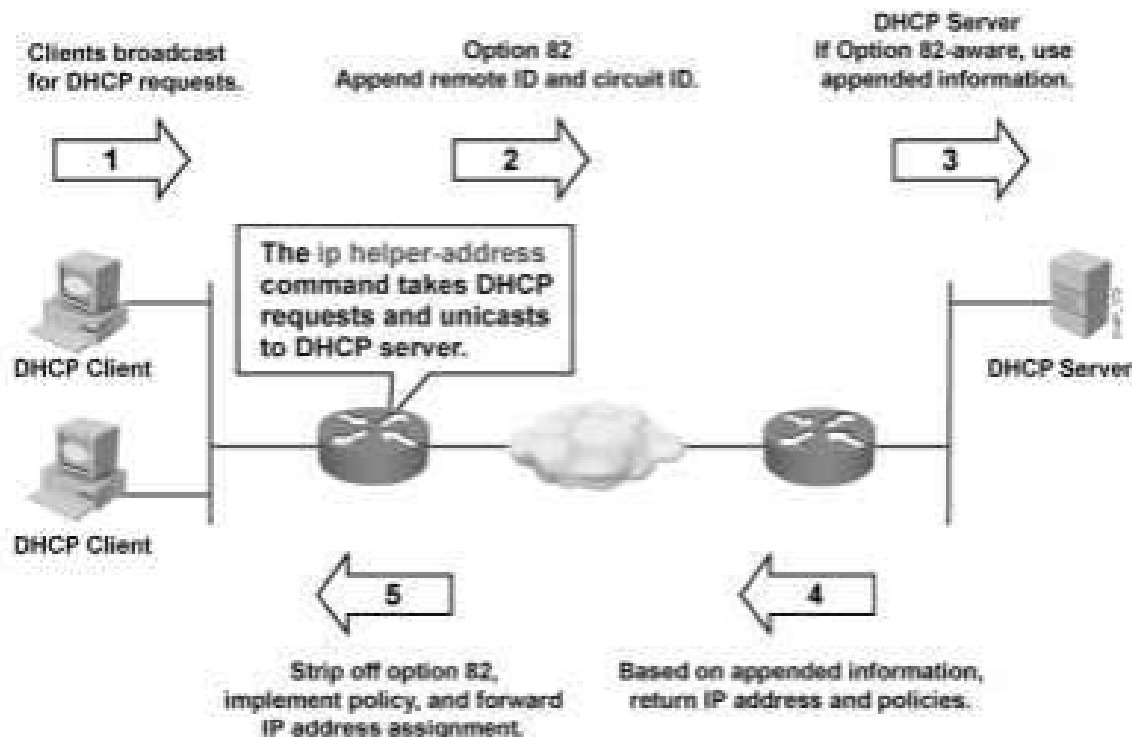 Clients broadcast
for DHCP requests.
Option 82
Append remote ID and circuit ID.
DHCP Server
If Option 82-aware, use
appended information.
1
2
3
The ip helper-address
command takes DHCP
requests and unicasts
to DHCP server.
DHCP Client
DHCP Server
DHCP Client
5
4
Strip off option 82,
implement policy, and forward
IP address assignment.
Based on appended information,
return IP address and policies.